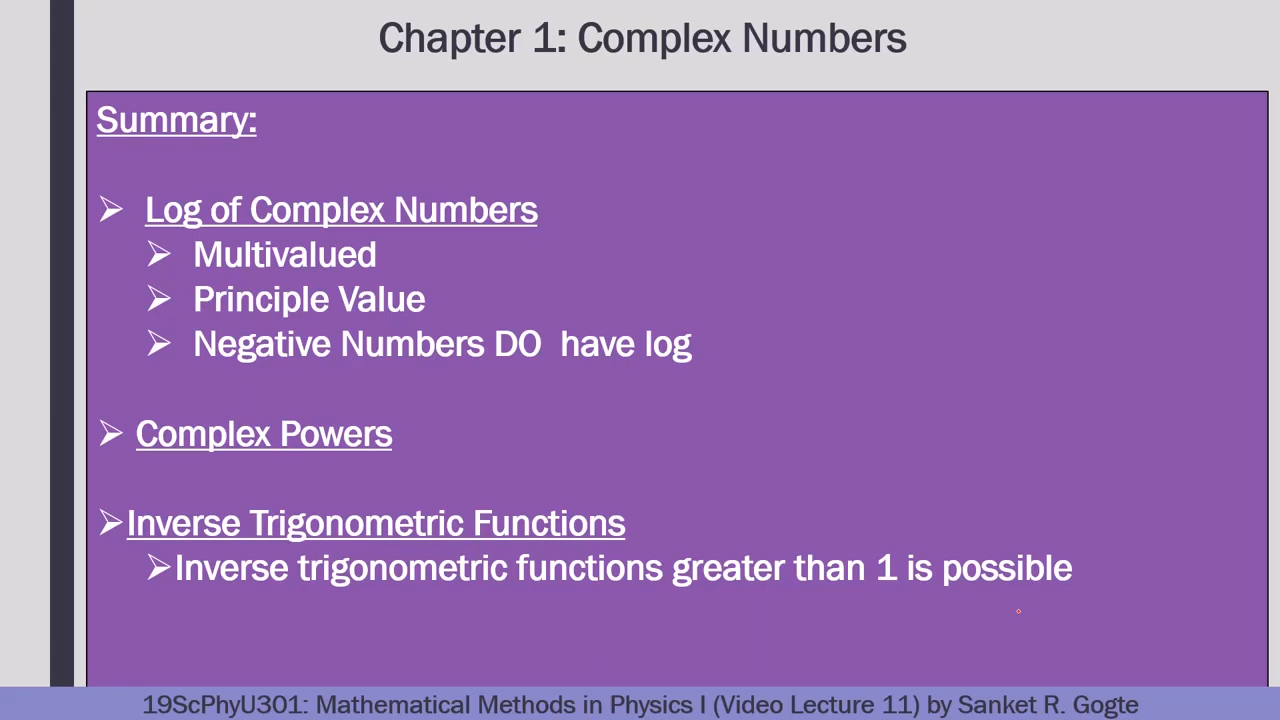 Chapter 1: Complex Numbers
Summary:
➢ Log of Complex Numbers
➢ Multivalued
➢ Principle Value
➢ Negative Numbers DO  have log
➢ Complex Powers
➢Inverse Trigonometric Functions
➢Inverse trigonometric functions greater than 1 is possible
19ScPhyU301: Mathematical Methods in Physics I (Video Lecture 11) by Sanket R. Gogte